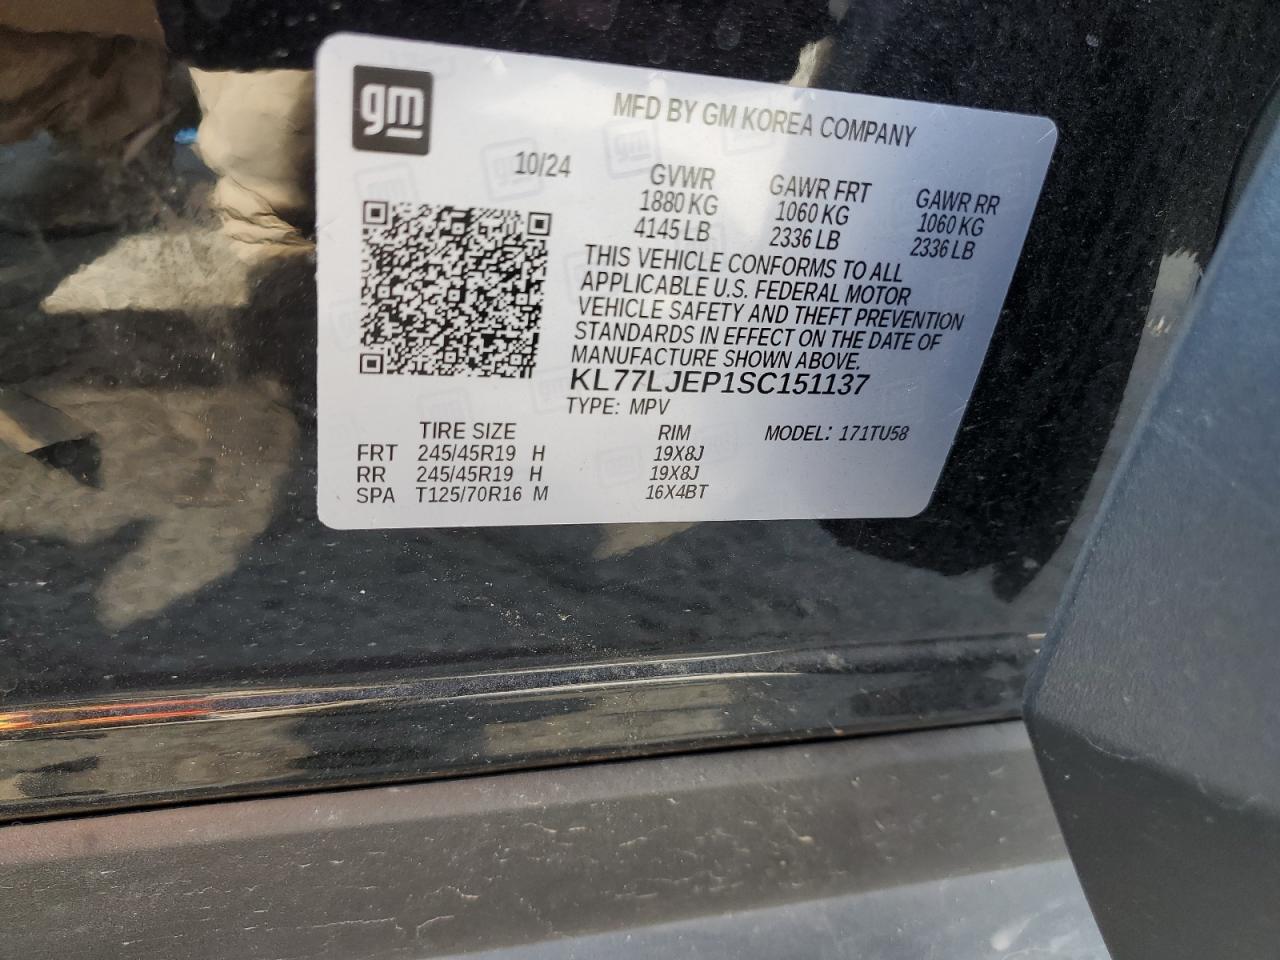 gm
MFD BY GM KOREA COMPANY
10/24 GVWR GAWR FRT GAWR RR
1880 KG 1060 KG 1060 KG
4145 LB 2336 LB 2336 LB
THIS VEHICLE CONFORMS TO ALL
APPLICABLE U.S. FEDERAL MOTOR
VEHICLE SAFETY AND THEFT PREVENTION
STANDARDS IN EFFECT ON THE DATE OF
MANUFACTURE SHOWN ABOVE.
KL77LJEP1SC151137
TYPE: MPV
TIRE SIZE RIM MODEL: 171TU58
FRT 245/45R19 H 19X8J
RR 245/45R19 H 19X8J
SPA T125/70R16 M 16X4BT